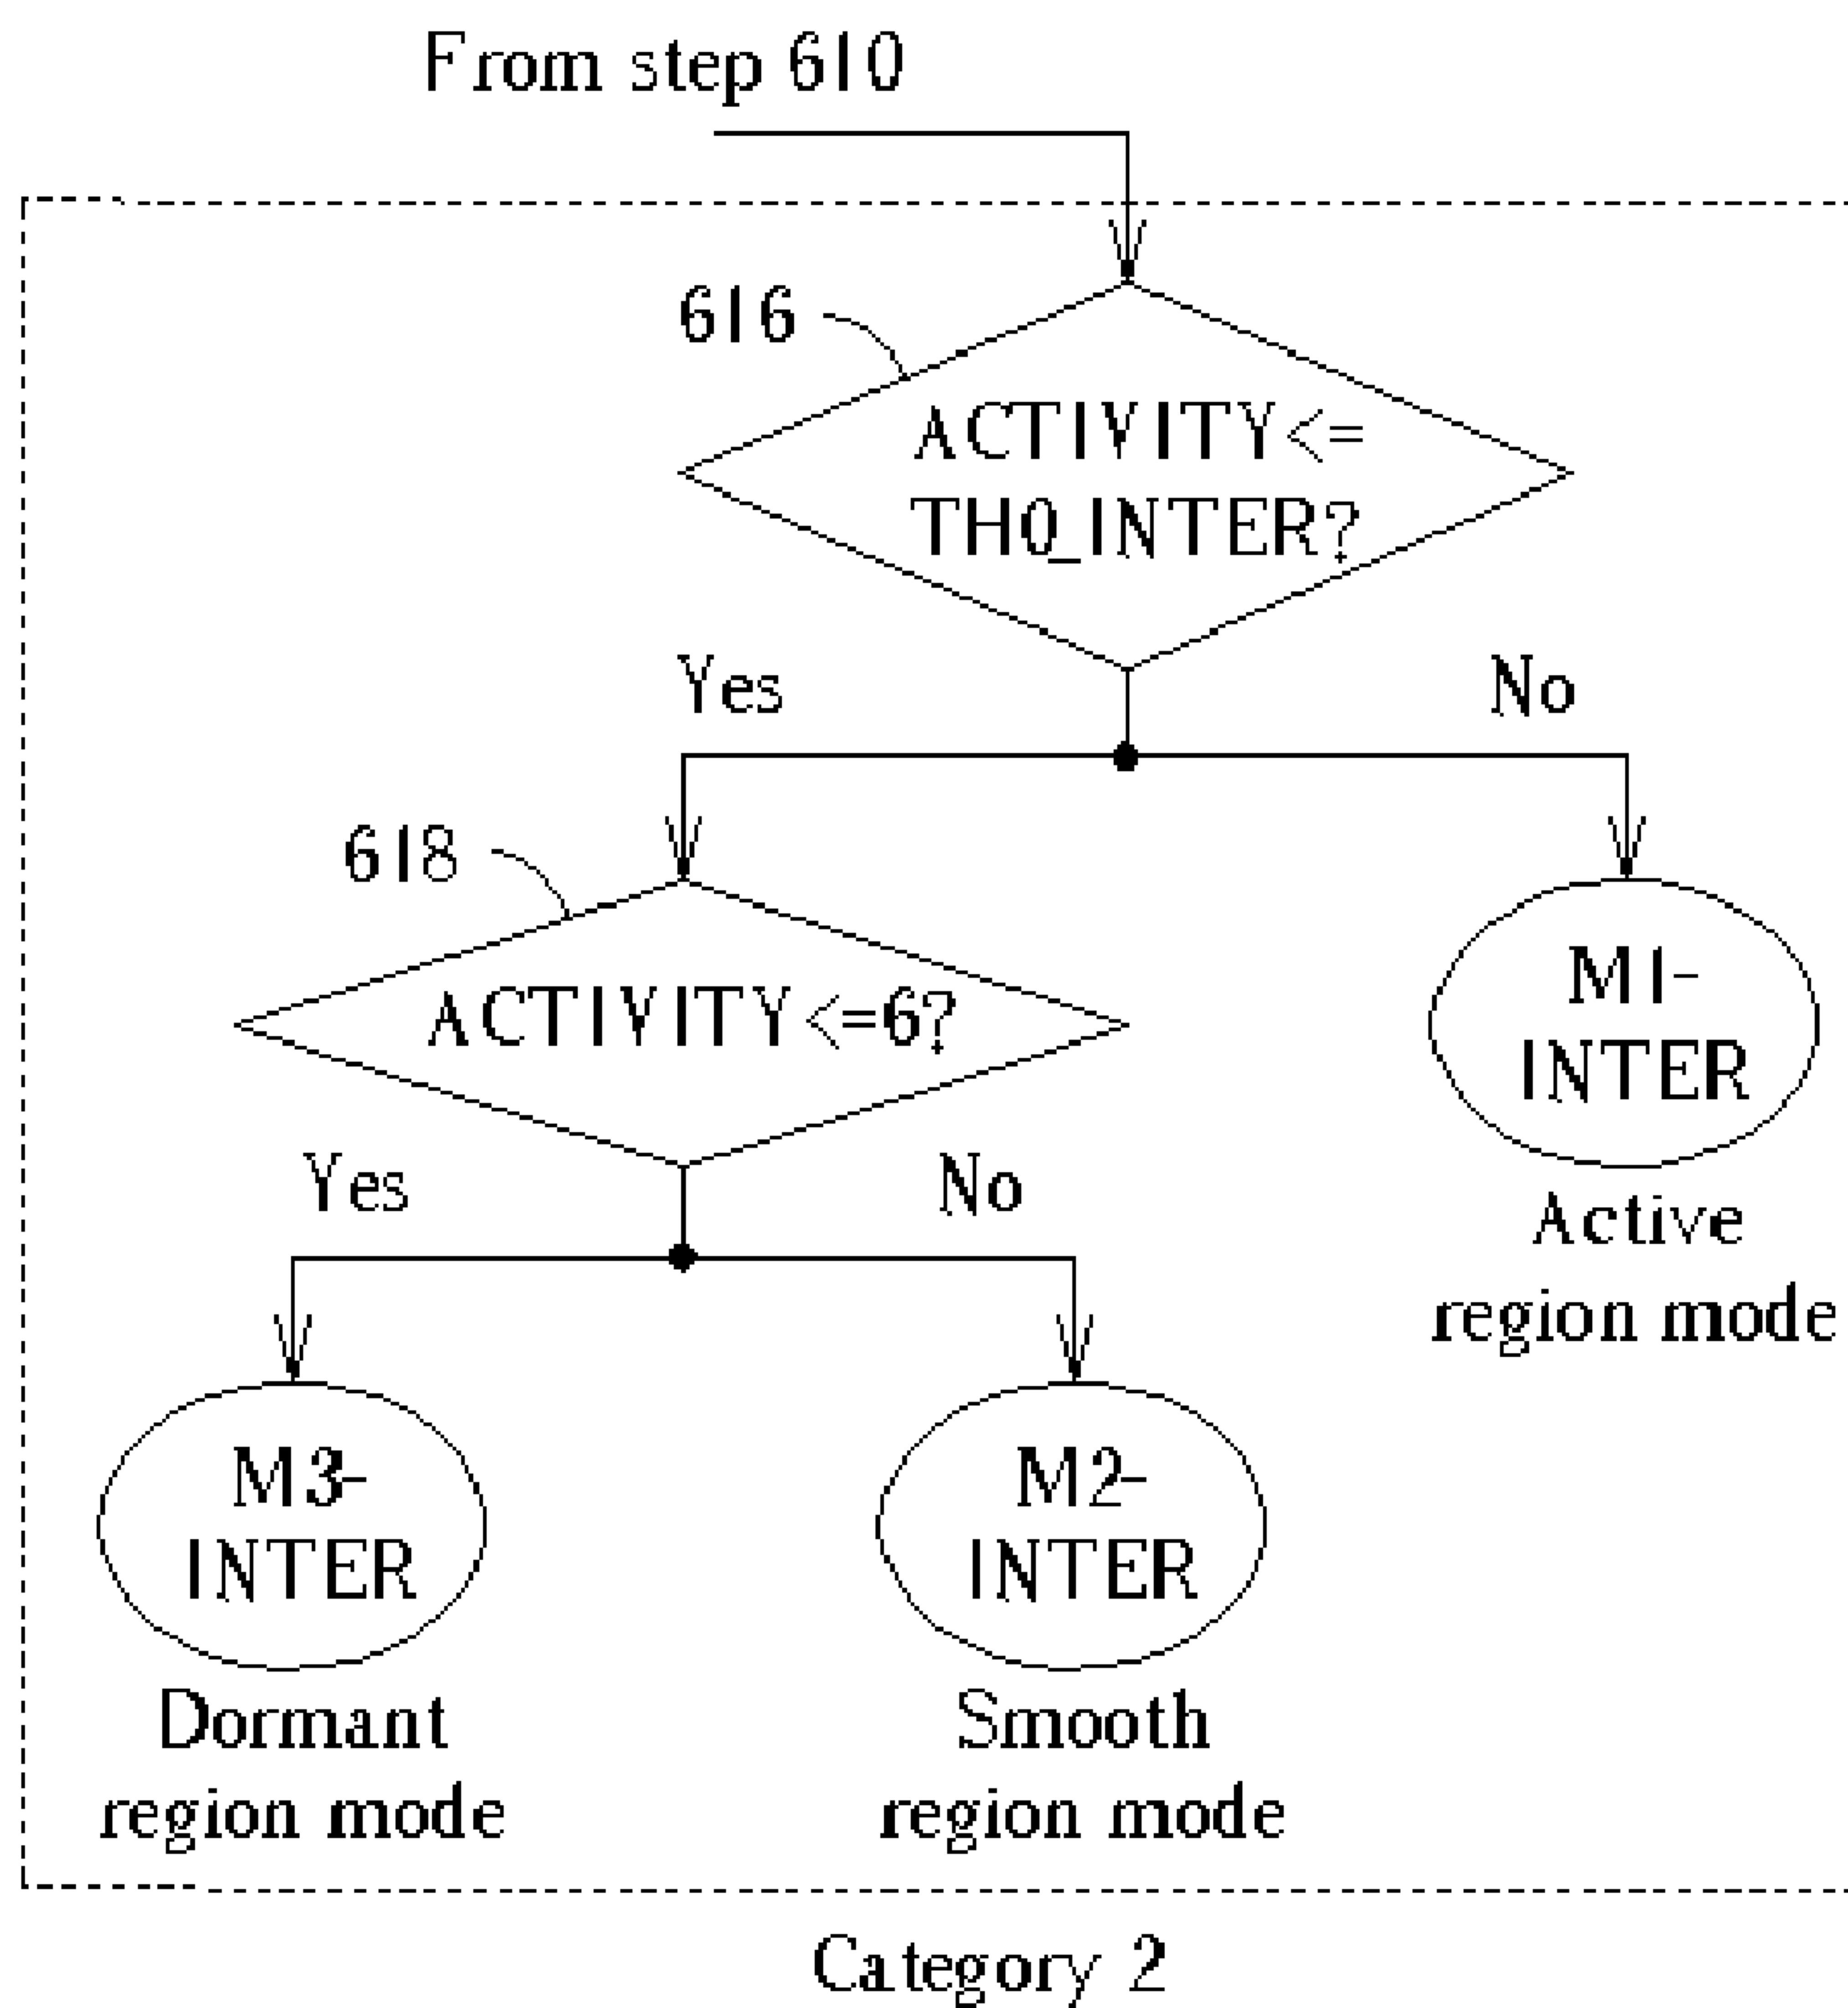 From step 610
616
ACTIVITY<=
TH0_INTER?
Yes
No
618
ACTIVITY<=6?
M1-
INTER
Yes
No
Active
region mode
M3-
INTER
M2-
INTER
Dormant
region mode
Smooth
region mode
Category 2